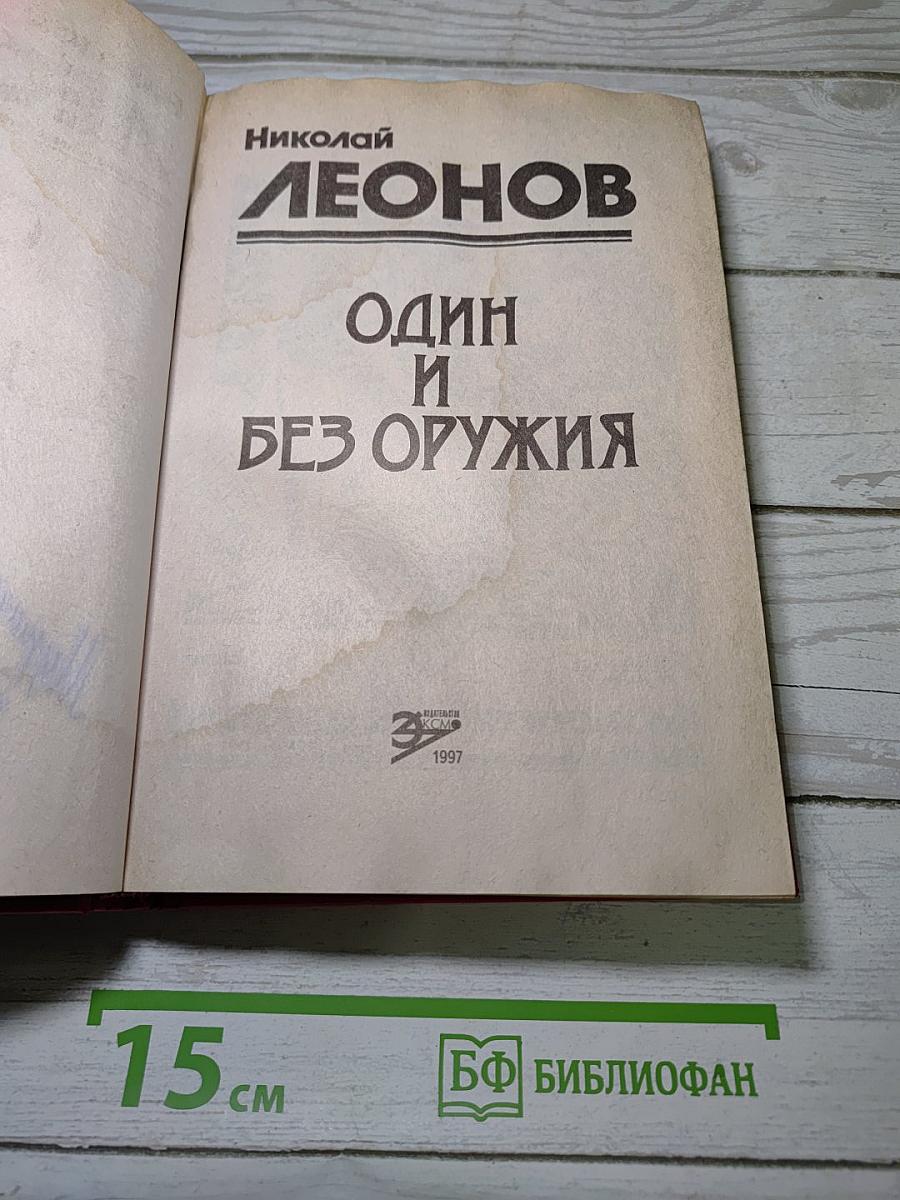 Николай
ЛЕОНОВ
ОДИН
И
БЕЗ ОРУЖИЯ
ИЗДАТЕЛЬСТВО
ЭКСМО
1997
15 см
БФ БИБЛИОФАН